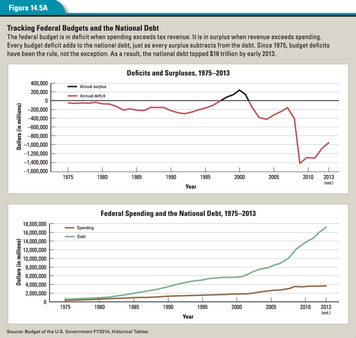 Figure 14.5A
Tracking Federal Budgets and the National Debt
The federal budget is in deficit when spending exceeds tax revenue. It is in surplus when revenue exceeds spending.
Every budget deficit adds to the national debt, just as every surplus subtracts from the debt. Since 1975, budget deficits
have been the rule, not the exception. As a result, the national debt topped $16 trillion by early 2013.
Deficits and Surpluses, 1975–2013
Annual surplus
Annual deficit
Dollars (in millions)
400,000
200,000
0
−200,000
−400,000
−600,000
−800,000
−1,000,000
−1,200,000
−1,400,000
−1,600,000
1975 1980 1985 1990 1995 2000 2005 2010 2013
(est.)
Year
Federal Spending and the National Debt, 1975–2013
Spending
Debt
Dollars (in millions)
18,000,000
16,000,000
14,000,000
12,000,000
10,000,000
8,000,000
6,000,000
4,000,000
2,000,000
0
1975 1980 1985 1990 1995 2000 2005 2010 2013
(est.)
Year
Source: Budget of the U.S. Government FY2014, Historical Tables.